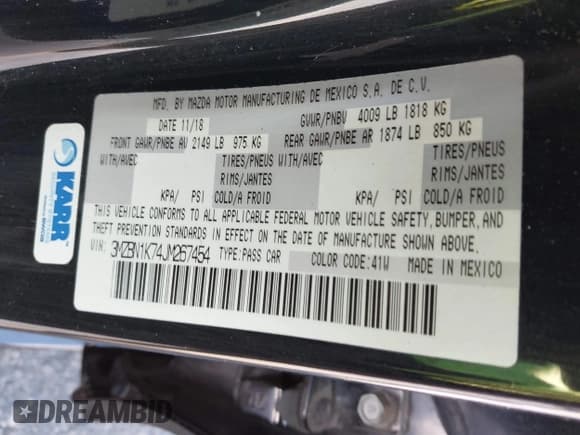 MFD. BY MAZDA MOTOR MANUFACTURING DE MEXICO S.A. DE C.V.
DATE 11/18 GVWR/PNBV 4009 LB 1818 KG
FRONT GAWR/PNBE AV 2149 LB 975 KG REAR GAWR/PNBE AR 1874 LB 850 KG
WITH/AVEC TIRES/PNEUS WITH/AVEC TIRES/PNEUS
RIMS/JANTES RIMS/JANTES
KPA/ PSI COLD/A FROID KPA/ PSI COLD/A FROID
THIS VEHICLE CONFORMS TO ALL APPLICABLE FEDERAL MOTOR VEHICLE SAFETY, BUMPER, AND
THEFT PREVENTION STANDARDS IN EFFECT ON THE DATE OF MANUFACTURE SHOWN ABOVE.
VIN: 3MZBN1K74JM267454 TYPE:PASS CAR COLOR CODE:41W MADE IN MEXICO
KARR
DREAMBID